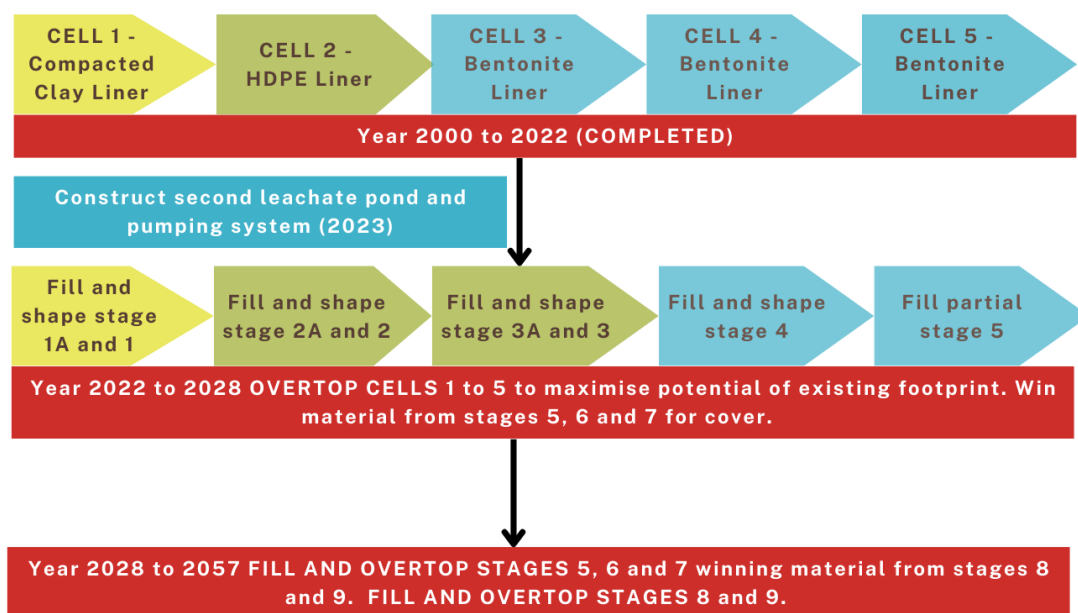 CELL 1 -
Compacted
Clay Liner
CELL 2 -
HDPE Liner
CELL 3 -
Bentonite
Liner
CELL 4 -
Bentonite
Liner
CELL 5 -
Bentonite
Liner
Year 2000 to 2022 (COMPLETED)
Construct second leachate pond and
pumping system (2023)
Fill and
shape stage
1A and 1
Fill and shape
stage 2A and 2
Fill and shape
stage 3A and 3
Fill and shape
stage 4
Fill partial
stage 5
Year 2022 to 2028 OVERTOP CELLS 1 to 5 to maximise potential of existing footprint. Win
material from stages 5, 6 and 7 for cover.
Year 2028 to 2057 FILL AND OVERTOP STAGES 5, 6 and 7 winning material from stages 8
and 9. FILL AND OVERTOP STAGES 8 and 9.